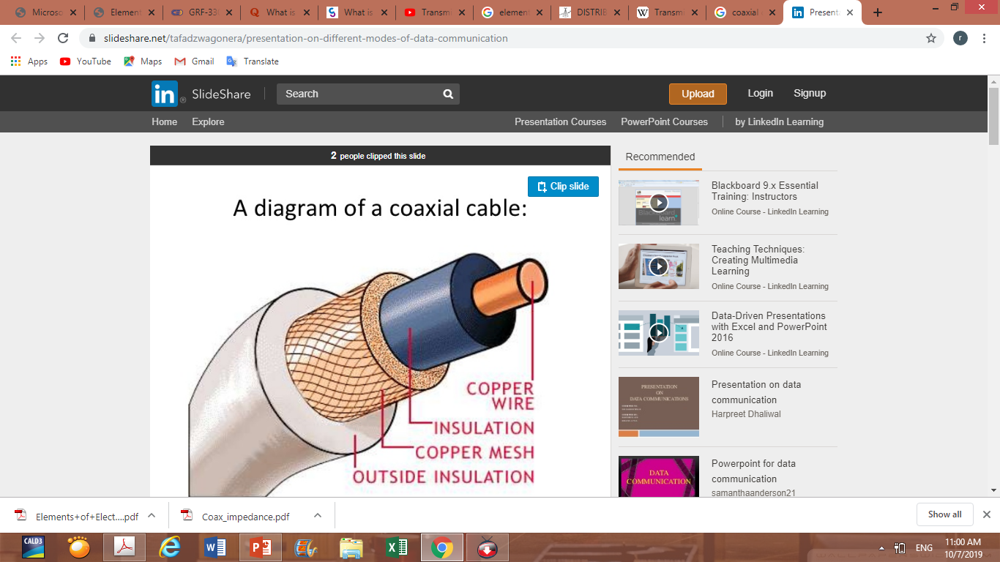 Microso
Element
GRF-33
What is
What is
Transmi
element
DISTRIB
Transmi
coaxial
Present
slideshare.net/tafadzwagonera/presentation-on-different-modes-of-data-communication
r
Apps YouTube Maps Gmail Translate
in SlideShare Search Upload Login Signup
Home Explore Presentation Courses PowerPoint Courses by LinkedIn Learning
2 people clipped this slide
Clip slide
A diagram of a coaxial cable:
COPPER
WIRE
INSULATION
COPPER MESH
OUTSIDE INSULATION
Recommended
Blackboard 9.x Essential
Training: Instructors
Online Course - LinkedIn Learning
Blackboard
learn
Teaching Techniques:
Creating Multimedia
Learning
Online Course - LinkedIn Learning
Data-Driven Presentations
with Excel and PowerPoint
2016
Online Course - LinkedIn Learning
PRESENTATION
ON
DATA COMMUNICATIONS
Presentation on data
communication
Harpreet Dhaliwal
DATA
COMMUNICATION
Powerpoint for data
communication
samanthaanderson21
Elements+of+Elect....pdf Coax_impedance.pdf Show all
CALD3
ENG
11:00 AM
10/7/2019